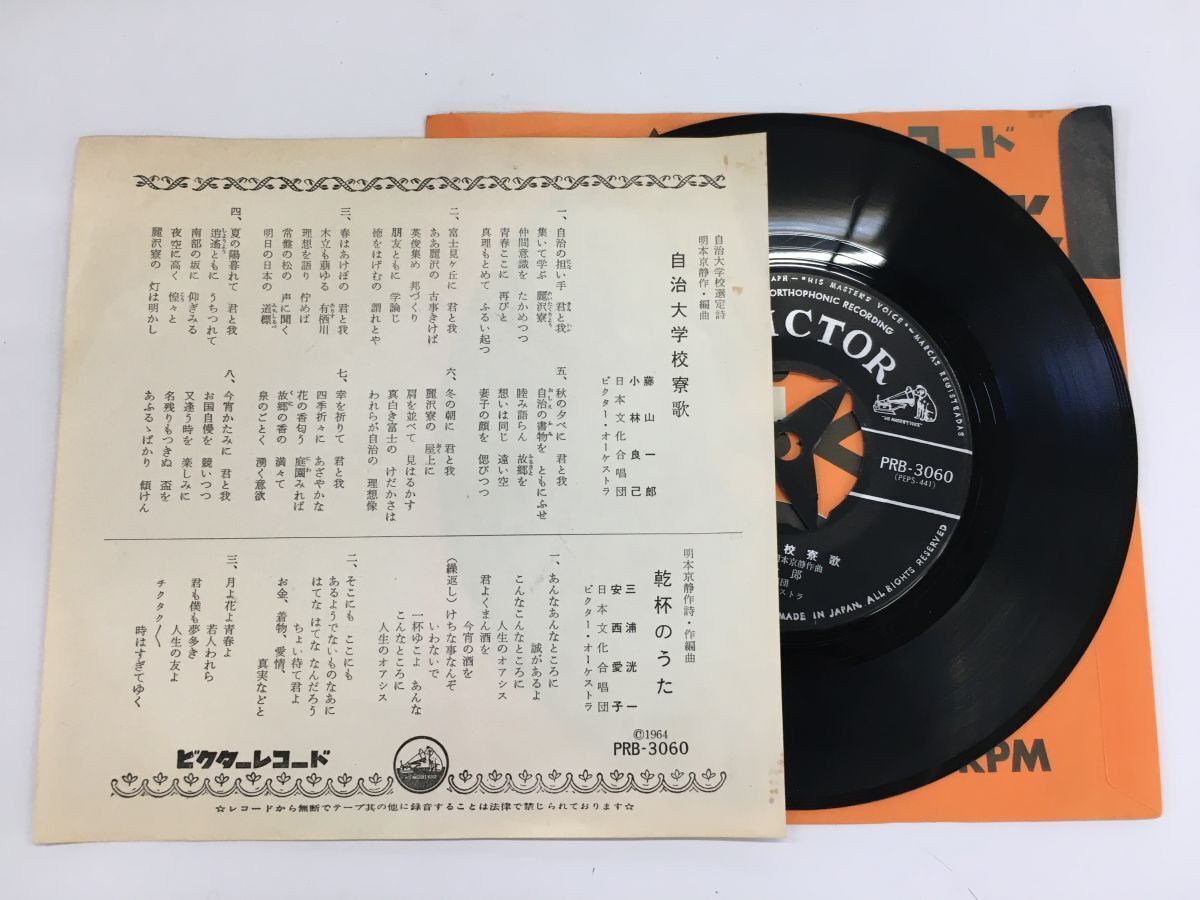 自治大学校選定詩
明本京静作・編曲
自治大学校寮歌
藤山一郎
小林良己
日本文化合唱団
ビクター・オーケストラ
一、自治の担い手 君と我
集いて学ぶ 麗沢寮
仲間意識を たかめつつ
青春ここに 再びと
真理もとめて ふるい起つ
二、富士見ヶ丘に 君と我
ああ麗沢の 古事きけば
英俊集め 邦づくり
朋友ともに 学論じ
徳をはげむの 謂れとや
三、春はあけぼの 君と我
木立も萠ゆる 有栖川
理想を語り 佇めば
常盤の松の 声に聞く
明日の日本の 道標
四、夏の陽暮れて 君と我
逍遙ともに うちつれて
南部の坂に 仰ぎみる
夜空に高く 煌々と
麗沢寮の 灯は明かし
五、秋の夕べに 君と我
自治の書物を ともにふせ
睦み語らん 故郷を
想いは同じ 遠い空
妻子の顔を 偲びつつ
六、冬の朝に 君と我
麗沢寮の 屋上に
肩を並べて 見はるかす
真白き富士の けだかさは
われらが自治の 理想像
七、幸を祈りて 君と我
四季折々に あざやかな
花の香匂う 庭園みれば
故郷の香の 満々て
泉のごとく 湧く意欲
八、今宵かたみに 君と我
お国自慢を 競いつつ
又逢う時を 楽しみに
名残りもつきぬ 盃を
あふるゝばかり 傾けん
明本京静作詩・作編曲
乾杯のうた
三浦洸一
安西愛子
日本文化合唱団
ビクター・オーケストラ
一、あんなあんなところに
誠があるよ
こんなこんなところに
人生のオアシス
君よくまん酒を
今宵の酒を
(繰返し)けちな事なんぞ
いわないで
一杯ゆこよ あんな
こんなところに
人生のオアシス
二、そこにも ここにも
あるようでないものなあに
はてな はてな なんだろう
ちょい待て君よ
お金、着物、愛情、
真実などと
三、月よ花よ青春よ
若人われら
君も僕も夢多き
人生の友よ
チクタク〱
時はすぎてゆく
©1964
PRB-3060
ビクターレコード
"HIS MASTER'S VOICE"
☆レコードから無断でテープ其の他に録音することは法律で禁じられております☆
コード
RPM
"HIS MASTER'S VOICE" — MARCAS REGISTRADAS
ORTHOPHONIC RECORDING
VICTOR
"HIS MASTER'S VOICE"
PRB-3060
(PEPS-441)
校寮歌
明本京静作曲
郎
団
ストラ
MADE IN JAPAN, ALL RIGHTS RESERVED